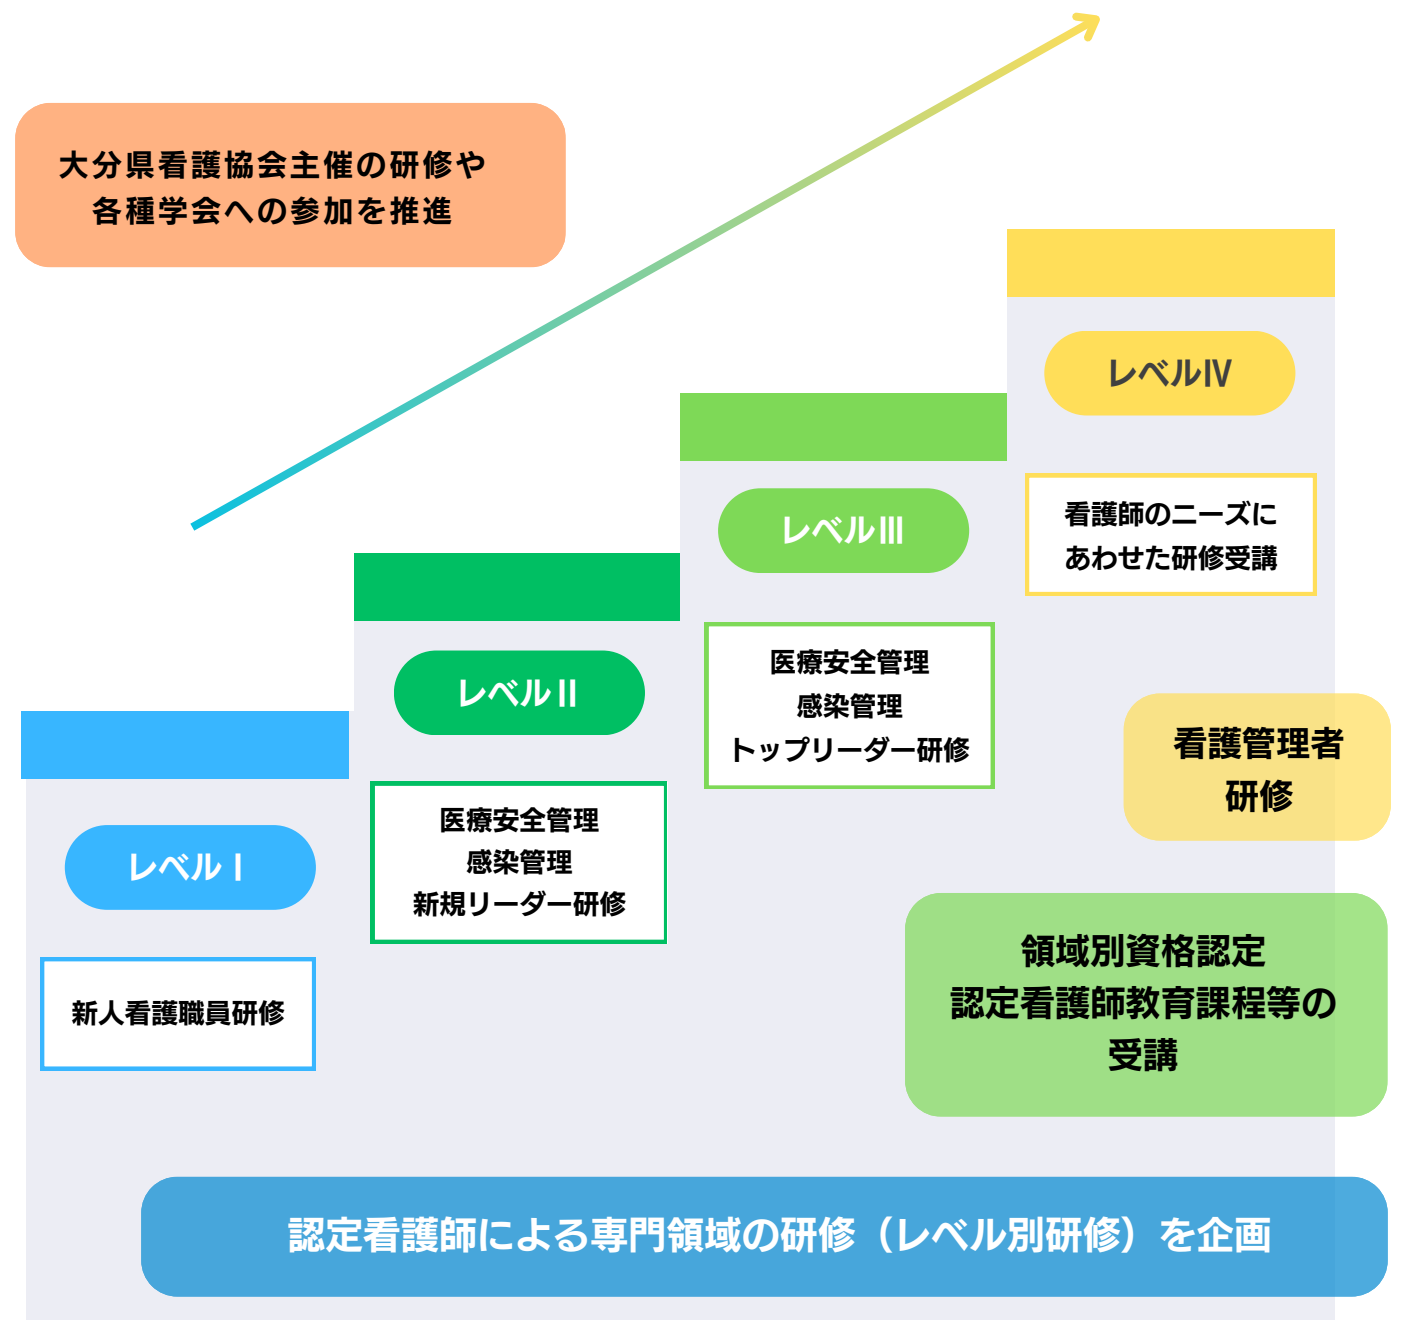 大分県看護協会主催の研修や
各種学会への参加を推進
レベルⅣ
看護師のニーズに
あわせた研修受講
レベルⅢ
医療安全管理
感染管理
トップリーダー研修
レベルⅡ
医療安全管理
感染管理
新規リーダー研修
レベルⅠ
新人看護職員研修
看護管理者
研修
領域別資格認定
認定看護師教育課程等の
受講
認定看護師による専門領域の研修（レベル別研修）を企画